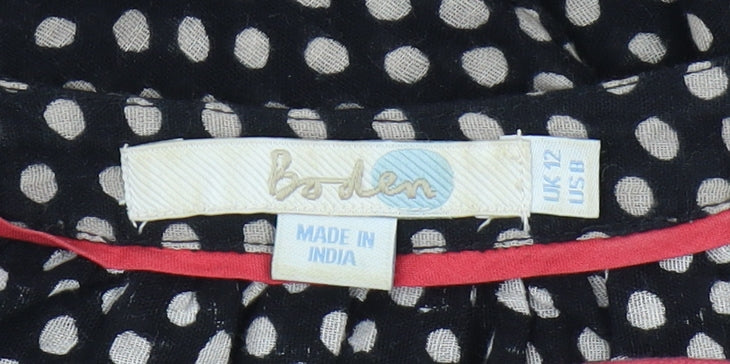 Boden
UK 12
US 8
MADE IN
INDIA